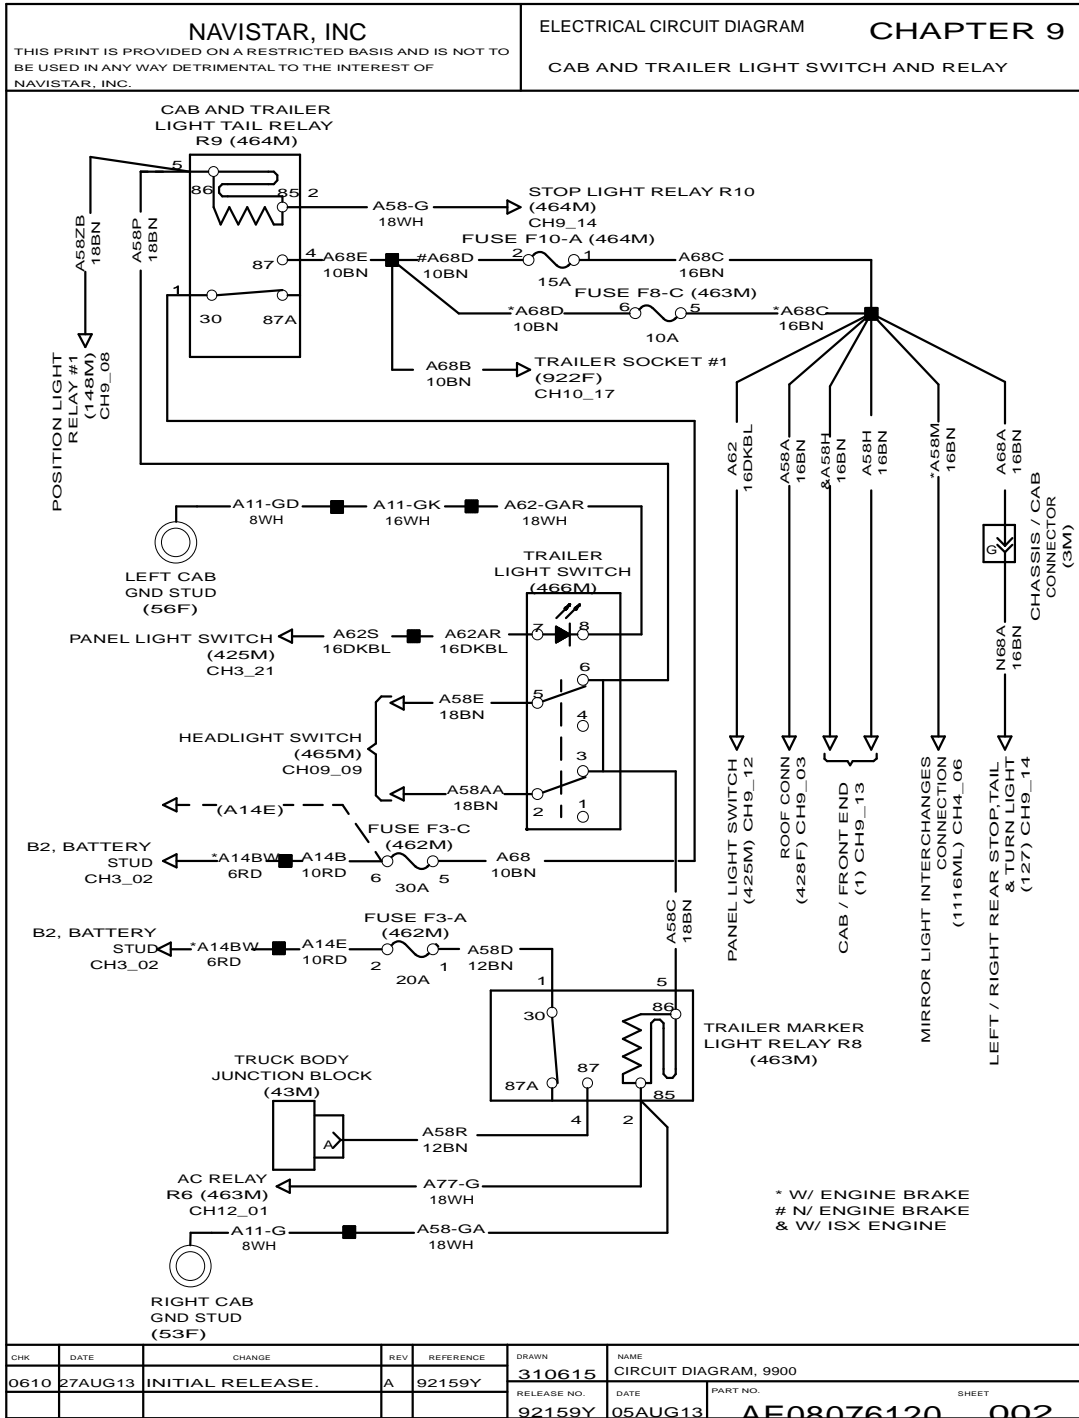 NAVISTAR, INC
THIS PRINT IS PROVIDED ON A RESTRICTED BASIS AND IS NOT TO
BE USED IN ANY WAY DETRIMENTAL TO THE INTEREST OF
NAVISTAR, INC.
ELECTRICAL CIRCUIT DIAGRAM
CHAPTER 9
CAB AND TRAILER LIGHT SWITCH AND RELAY
CAB AND TRAILER
LIGHT TAIL RELAY
R9 (464M)
5
86
85 2
87
4
1
30
87A
A58ZB
18BN
A58P
18BN
POSITION LIGHT
RELAY #1
(148M)
CH9_08
A58-G
18WH
STOP LIGHT RELAY R10
(464M)
CH9_14
FUSE F10-A (464M)
A68E
10BN
#A68D
10BN
2
1
15A
A68C
16BN
FUSE F8-C (463M)
*A68D
10BN
6
5
10A
*A68C
16BN
A68B
10BN
TRAILER SOCKET #1
(922F)
CH10_17
A62
16DKBL
A58A
16BN
&A58H
16BN
A58H
16BN
*A58M
16BN
A68A
16BN
G
CHASSIS / CAB
CONNECTOR
(3M)
N68A
16BN
PANEL LIGHT SWITCH
(425M) CH9_12
ROOF CONN
(428F) CH9_03
CAB / FRONT END
(1) CH9_13
MIRROR LIGHT INTERCHANGES
CONNECTION
(1116ML) CH4_06
LEFT / RIGHT REAR STOP,TAIL
& TURN LIGHT
(127) CH9_14
A11-GD
8WH
A11-GK
16WH
A62-GAR
18WH
LEFT CAB
GND STUD
(56F)
TRAILER
LIGHT SWITCH
(466M)
PANEL LIGHT SWITCH
(425M)
CH3_21
A62S
16DKBL
A62AR
16DKBL
7
8
6
5
4
3
2
1
A58E
18BN
HEADLIGHT SWITCH
(465M)
CH09_09
A58AA
18BN
(A14E)
FUSE F3-C
(462M)
B2, BATTERY
STUD
CH3_02
*A14BW
6RD
A14B
10RD
6
5
30A
A68
10BN
A58C
18BN
FUSE F3-A
(462M)
B2, BATTERY
STUD
CH3_02
*A14BW
6RD
A14E
10RD
2
1
20A
A58D
12BN
1
5
30
86
87
87A
85
4
2
TRAILER MARKER
LIGHT RELAY R8
(463M)
TRUCK BODY
JUNCTION BLOCK
(43M)
A
A58R
12BN
AC RELAY
R6 (463M)
CH12_01
A77-G
18WH
A11-G
8WH
A58-GA
18WH
RIGHT CAB
GND STUD
(53F)
* W/ ENGINE BRAKE
# N/ ENGINE BRAKE
& W/ ISX ENGINE
CHK DATE CHANGE REV REFERENCE
0610 27AUG13 INITIAL RELEASE. A 92159Y
DRAWN
310615
NAME
CIRCUIT DIAGRAM, 9900
RELEASE NO.
92159Y
DATE
05AUG13
PART NO.
AE08076120
SHEET
002